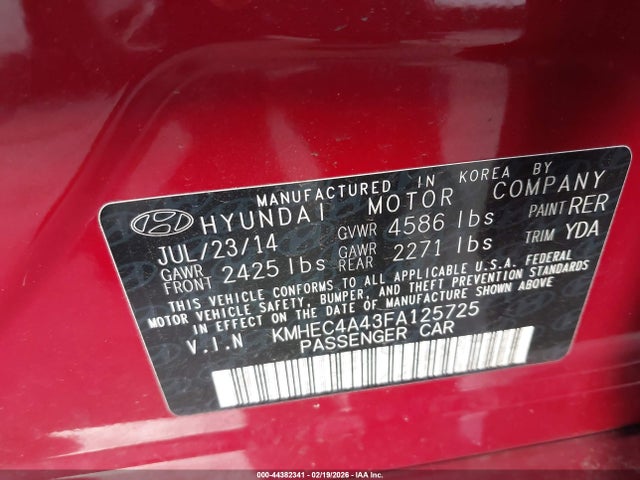 MANUFACTURED IN KOREA BY
HYUNDAI MOTOR COMPANY
JUL/23/14 GVWR 4586 lbs PAINT RER
GAWR FRONT 2425 lbs GAWR REAR 2271 lbs TRIM YDA
THIS VEHICLE CONFORMS TO ALL APPLICABLE U.S.A. FEDERAL
MOTOR VEHICLE SAFETY, BUMPER, AND THEFT PREVENTION STANDARDS
IN EFFECT ON THE DATE OF MANUFACTURE SHOWN ABOVE
V.I.N KMHEC4A43FA125725
PASSENGER CAR
000-44382341 - 02/19/2026 - IAA Inc.